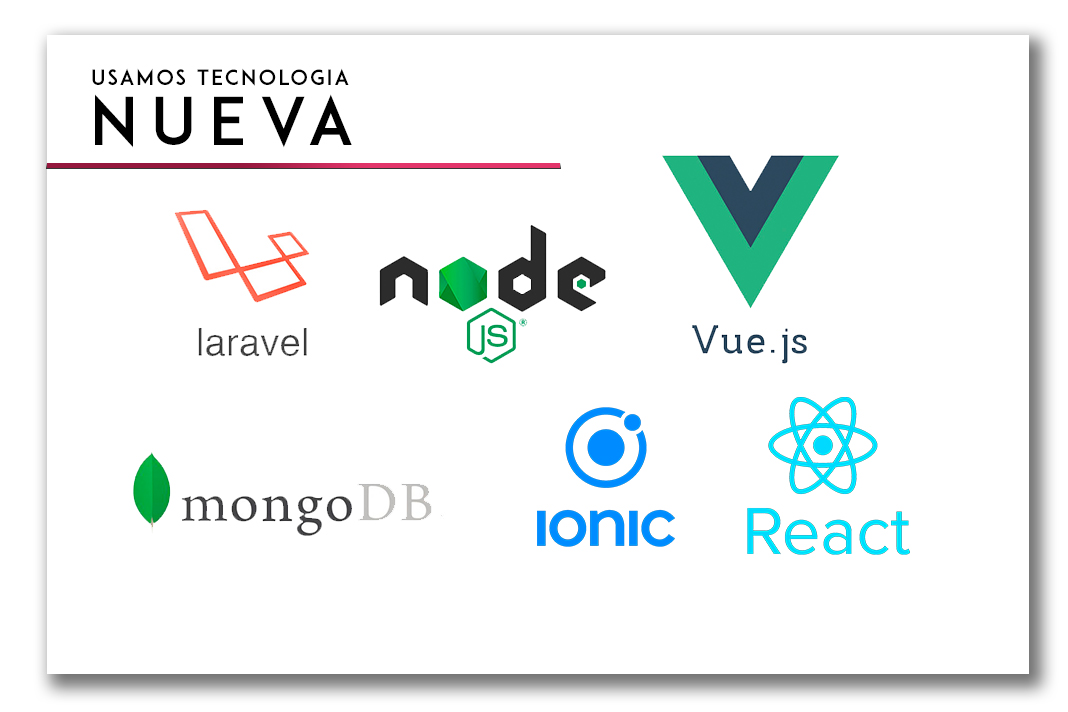 USAMOS TECNOLOGIA
NUEVA
laravel
node
JS®
Vue.js
mongoDB
IONIC
React